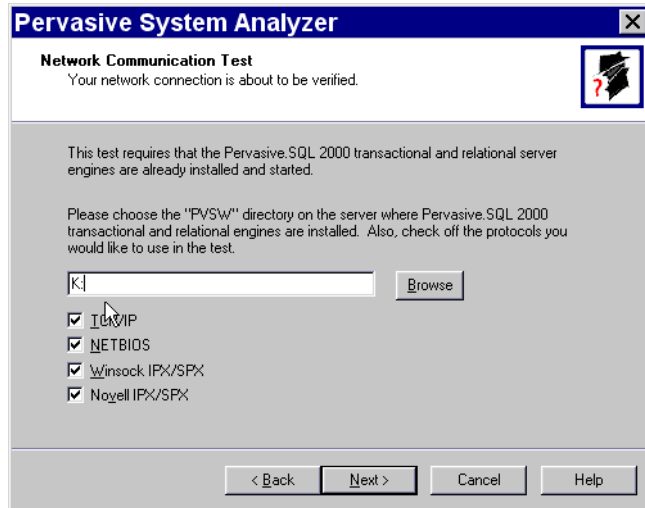 Pervasive System Analyzer
Network Communication Test
Your network connection is about to be verified.
?
This test requires that the Pervasive.SQL 2000 transactional and relational server
engines are already installed and started.
Please choose the "PVSW" directory on the server where Pervasive.SQL 2000
transactional and relational engines are installed. Also, check off the protocols you
would like to use in the test.
K:
Browse
TCP/IP
NETBIOS
Winsock IPX/SPX
Novell IPX/SPX
< Back Next > Cancel Help